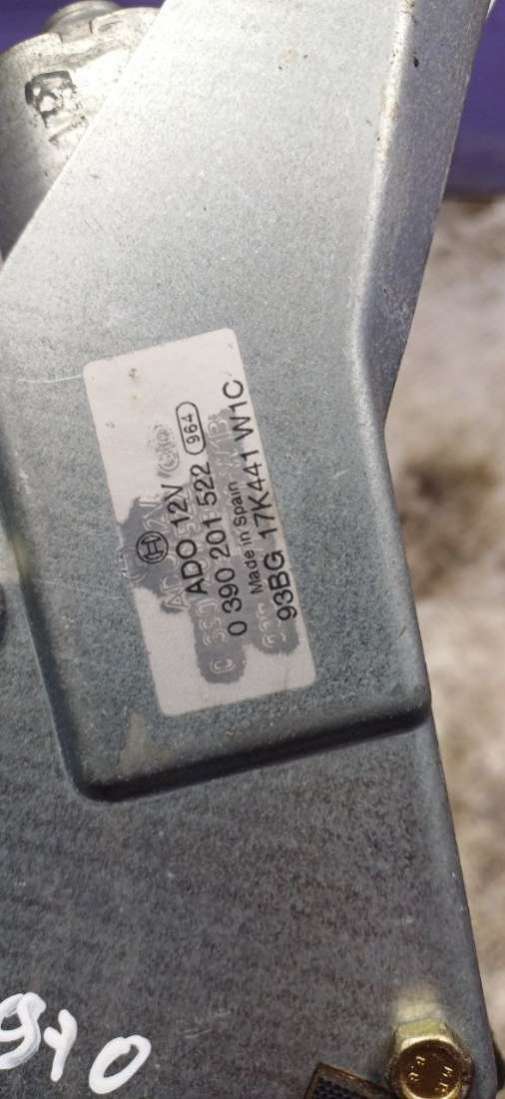 ADO 12V
0 390 201 522 964
Made in Spain
93BG 17K441 W1C